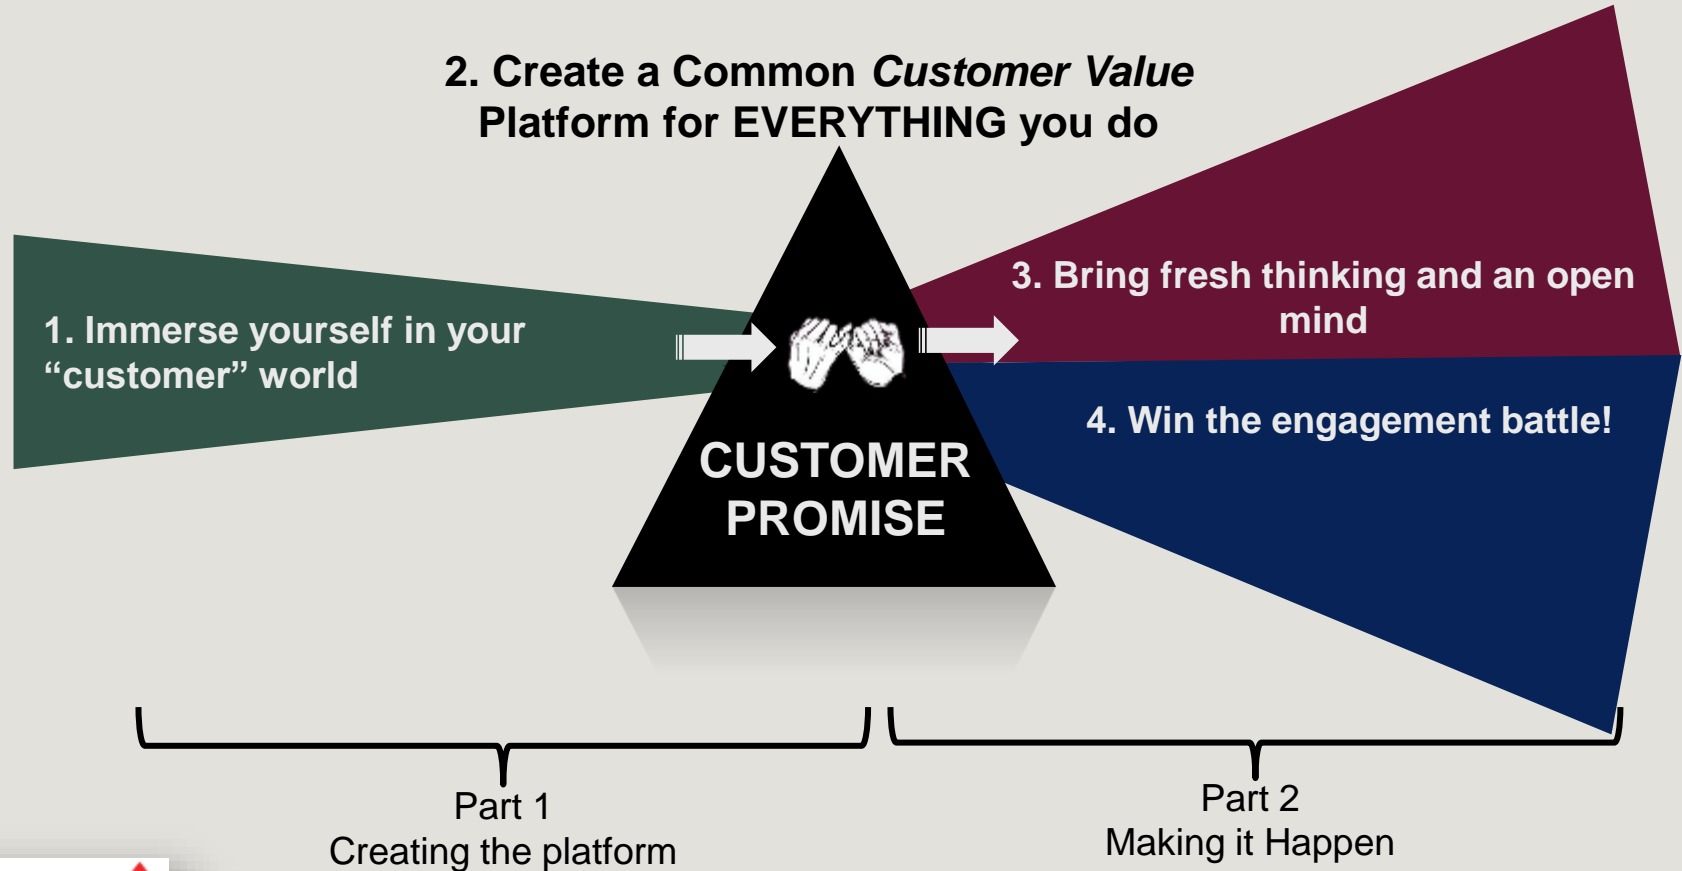 2. Create a Common Customer Value
Platform for EVERYTHING you do
1. Immerse yourself in your
“customer” world
CUSTOMER
PROMISE
3. Bring fresh thinking and an open
mind
4. Win the engagement battle!
Part 1
Creating the platform
Part 2
Making it Happen